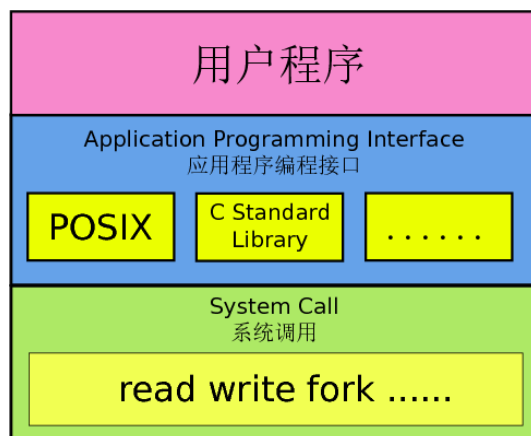 用户程序
Application Programming Interface
应用程序编程接口
POSIX
C Standard
Library
......
System Call
系统调用
read write fork ......